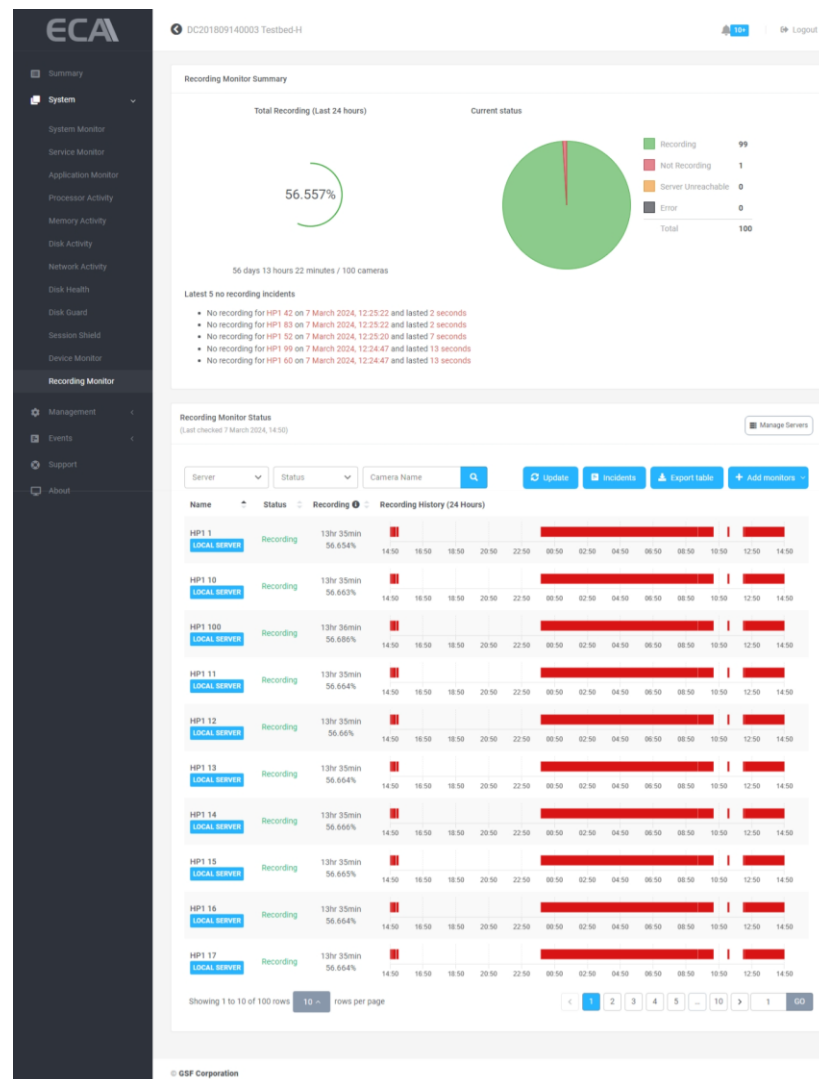 ECA
DC201809140003 Testbed-H
10+
Logout
Summary
System
System Monitor
Service Monitor
Application Monitor
Processor Activity
Memory Activity
Disk Activity
Network Activity
Disk Health
Disk Guard
Session Shield
Device Monitor
Recording Monitor
Management
Events
Support
About
Recording Monitor Summary
Total Recording (Last 24 hours)
56.557%
56 days 13 hours 22 minutes / 100 cameras
Current status
Recording 99
Not Recording 1
Server Unreachable 0
Error 0
Total 100
Latest 5 no recording incidents
• No recording for HP1 42 on 7 March 2024, 12:25:22 and lasted 2 seconds
• No recording for HP1 83 on 7 March 2024, 12:25:22 and lasted 2 seconds
• No recording for HP1 52 on 7 March 2024, 12:25:20 and lasted 7 seconds
• No recording for HP1 99 on 7 March 2024, 12:24:47 and lasted 13 seconds
• No recording for HP1 60 on 7 March 2024, 12:24:47 and lasted 13 seconds
Recording Monitor Status
(Last checked 7 March 2024, 14:50)
Manage Servers
Server Status Camera Name Update Incidents Export table + Add monitors
Name Status Recording Recording History (24 Hours)
HP1 1
LOCAL SERVER
Recording
13hr 35min
56.654%
14:50 16:50 18:50 20:50 22:50 00:50 02:50 04:50 06:50 08:50 10:50 12:50 14:50
HP1 10
LOCAL SERVER
Recording
13hr 35min
56.663%
14:50 16:50 18:50 20:50 22:50 00:50 02:50 04:50 06:50 08:50 10:50 12:50 14:50
HP1 100
LOCAL SERVER
Recording
13hr 36min
56.686%
14:50 16:50 18:50 20:50 22:50 00:50 02:50 04:50 06:50 08:50 10:50 12:50 14:50
HP1 11
LOCAL SERVER
Recording
13hr 35min
56.664%
14:50 16:50 18:50 20:50 22:50 00:50 02:50 04:50 06:50 08:50 10:50 12:50 14:50
HP1 12
LOCAL SERVER
Recording
13hr 35min
56.66%
14:50 16:50 18:50 20:50 22:50 00:50 02:50 04:50 06:50 08:50 10:50 12:50 14:50
HP1 13
LOCAL SERVER
Recording
13hr 35min
56.664%
14:50 16:50 18:50 20:50 22:50 00:50 02:50 04:50 06:50 08:50 10:50 12:50 14:50
HP1 14
LOCAL SERVER
Recording
13hr 35min
56.666%
14:50 16:50 18:50 20:50 22:50 00:50 02:50 04:50 06:50 08:50 10:50 12:50 14:50
HP1 15
LOCAL SERVER
Recording
13hr 35min
56.665%
14:50 16:50 18:50 20:50 22:50 00:50 02:50 04:50 06:50 08:50 10:50 12:50 14:50
HP1 16
LOCAL SERVER
Recording
13hr 35min
56.664%
14:50 16:50 18:50 20:50 22:50 00:50 02:50 04:50 06:50 08:50 10:50 12:50 14:50
HP1 17
LOCAL SERVER
Recording
13hr 35min
56.664%
14:50 16:50 18:50 20:50 22:50 00:50 02:50 04:50 06:50 08:50 10:50 12:50 14:50
Showing 1 to 10 of 100 rows 10 rows per page
‹ 1 2 3 4 5 ... 10 › 1 GO
© GSF Corporation